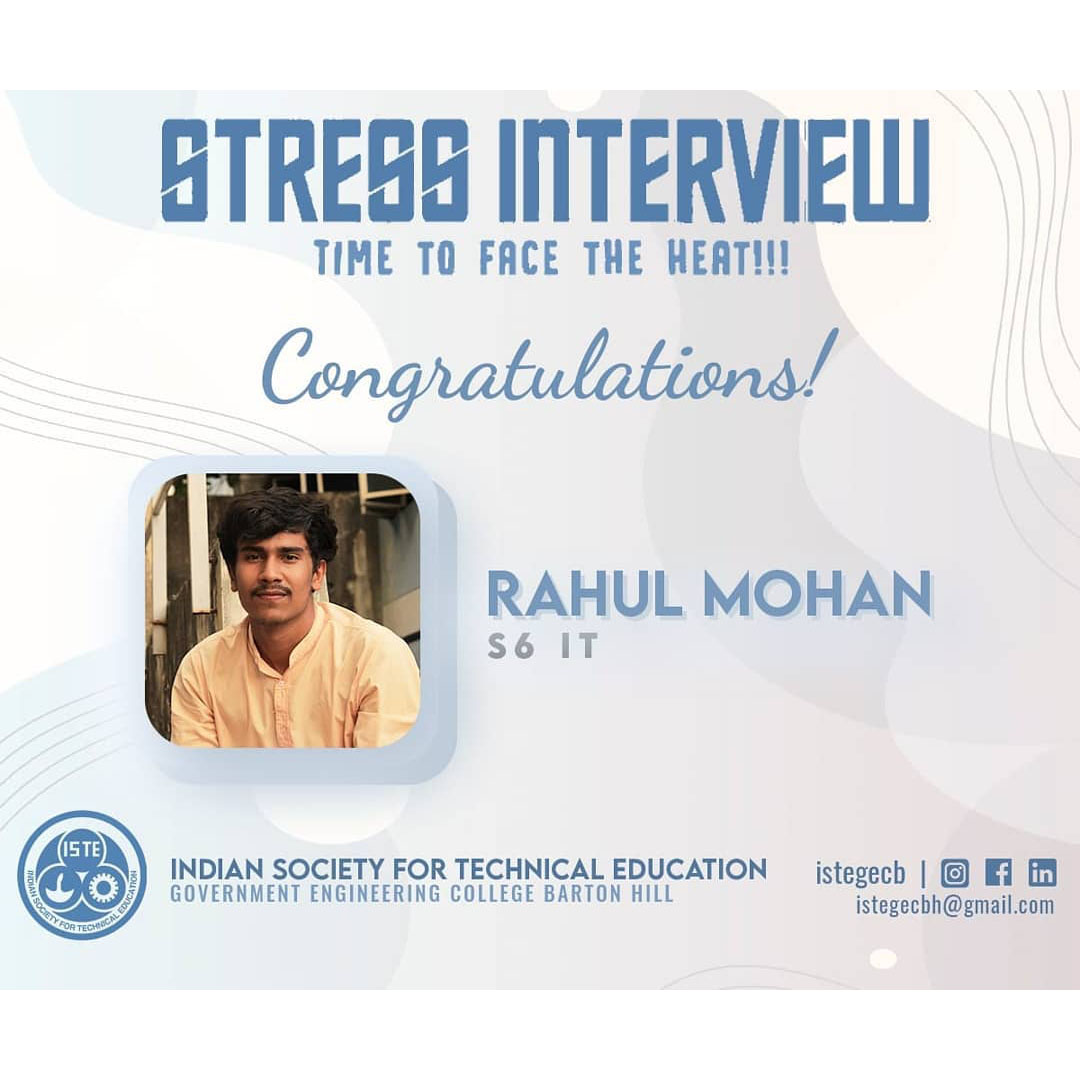 STRESS INTERVIEW
TIME TO FACE THE HEAT!!!
Congratulations!
RAHUL MOHAN
S6 IT
ISTE
INDIAN SOCIETY FOR TECHNICAL EDUCATION
INDIAN SOCIETY FOR TECHNICAL EDUCATION
GOVERNMENT ENGINEERING COLLEGE BARTON HILL
istegecb |
istegecbh@gmail.com